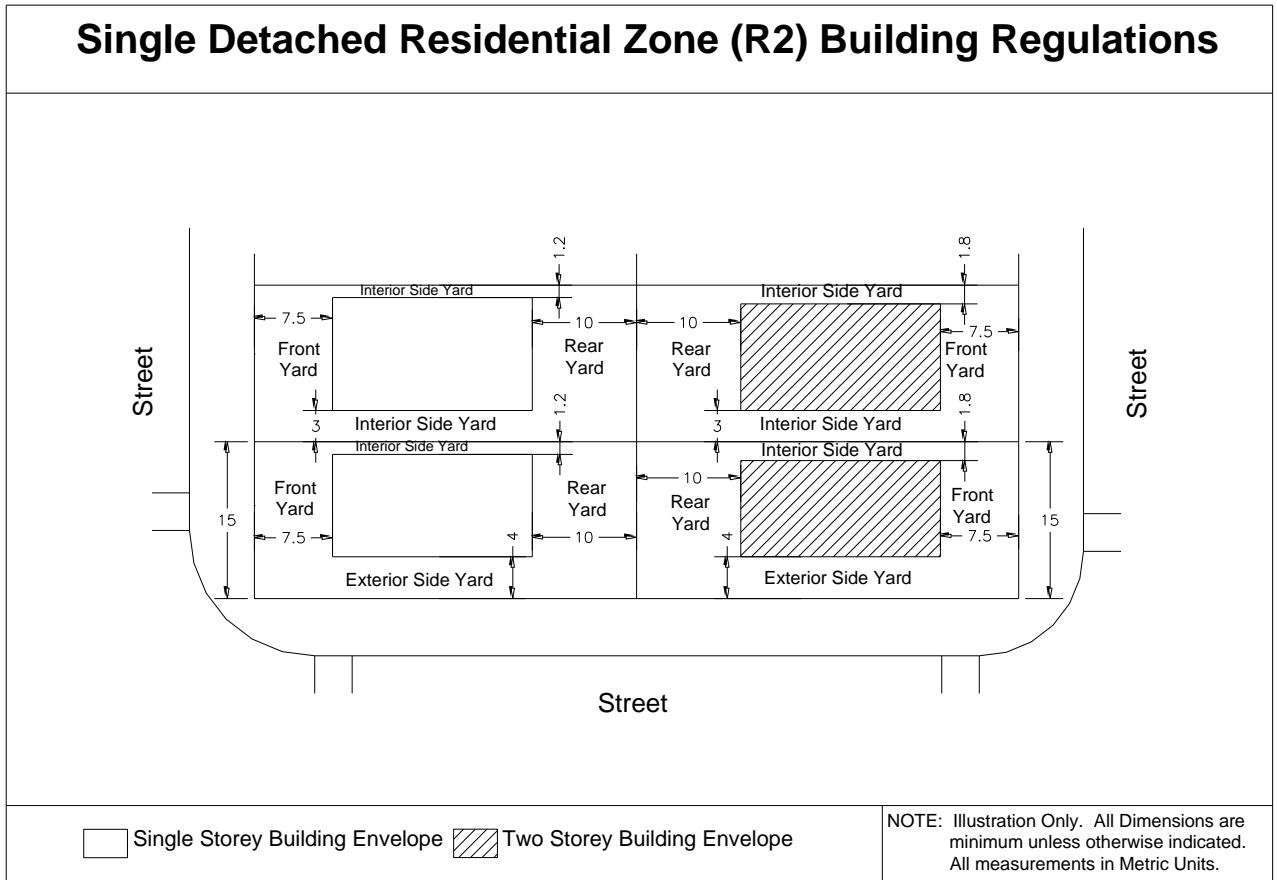 Single Detached Residential Zone (R2) Building Regulations
1.2
1.8
Interior Side Yard
Interior Side Yard
7.5
10
10
7.5
Front
Yard
Rear
Yard
Rear
Yard
Front
Yard
Street
Street
1.2
1.8
3
Interior Side Yard
3
Interior Side Yard
Interior Side Yard
Interior Side Yard
10
Front
Yard
Rear
Yard
Rear
Yard
Front
Yard
15
15
7.5
4
10
4
7.5
Exterior Side Yard
Exterior Side Yard
Street
Single Storey Building Envelope
Two Storey Building Envelope
NOTE: Illustration Only. All Dimensions are
minimum unless otherwise indicated.
All measurements in Metric Units.